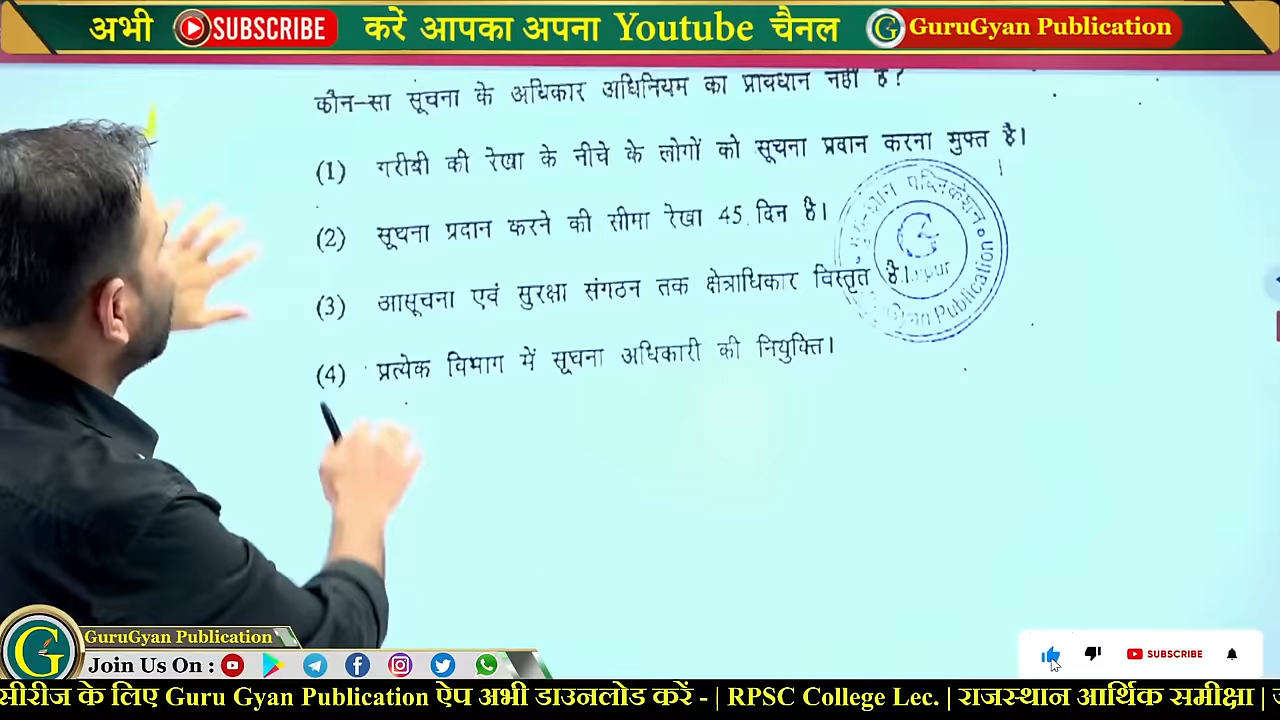 अभी SUBSCRIBE करें आपका अपना Youtube चैनल GuruGyan Publication
कौन-सा सूचना के अधिकार अधिनियम का प्रावधान नहीं है?
(1) गरीबी की रेखा के नीचे के लोगों को सूचना प्रदान करना मुफ्त है।
(2) सूचना प्रदान करने की सीमा रेखा 45 दिन है।
(3) आसूचना एवं सुरक्षा संगठन तक क्षेत्राधिकार विस्तृत है।
(4) प्रत्येक विभाग में सूचना अधिकारी की नियुक्ति।
GuruGyan Publication
Join Us On :
SUBSCRIBE
सीरीज के लिए Guru Gyan Publication ऐप अभी डाउनलोड करें - | RPSC College Lec. | राजस्थान आर्थिक समीक्षा |